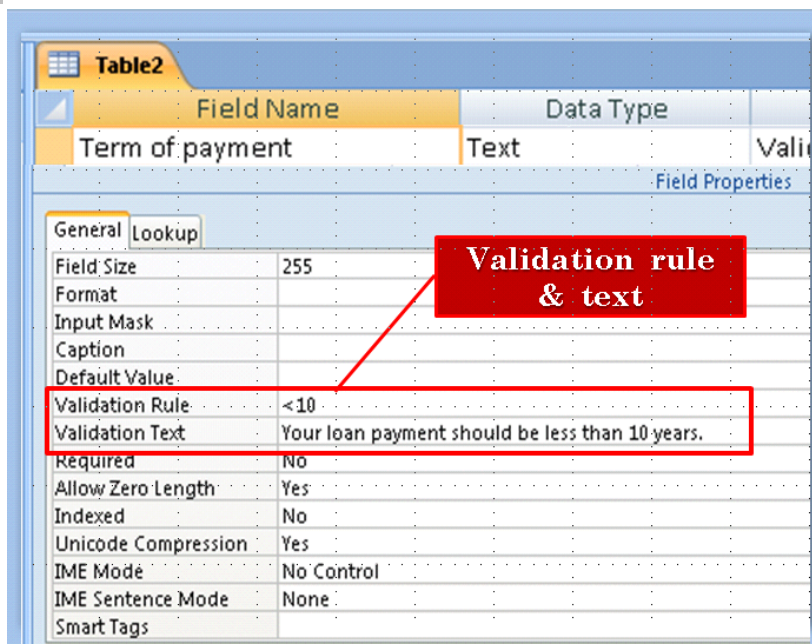 Table2
Field Name Data Type
Term of payment Text
Field Properties
General Lookup
Validation rule
& text
Field Size 255
Format
Input Mask
Caption
Default Value
Validation Rule <10
Validation Text Your loan payment should be less than 10 years.
Required No
Allow Zero Length Yes
Indexed No
Unicode Compression Yes
IME Mode No Control
IME Sentence Mode None
Smart Tags